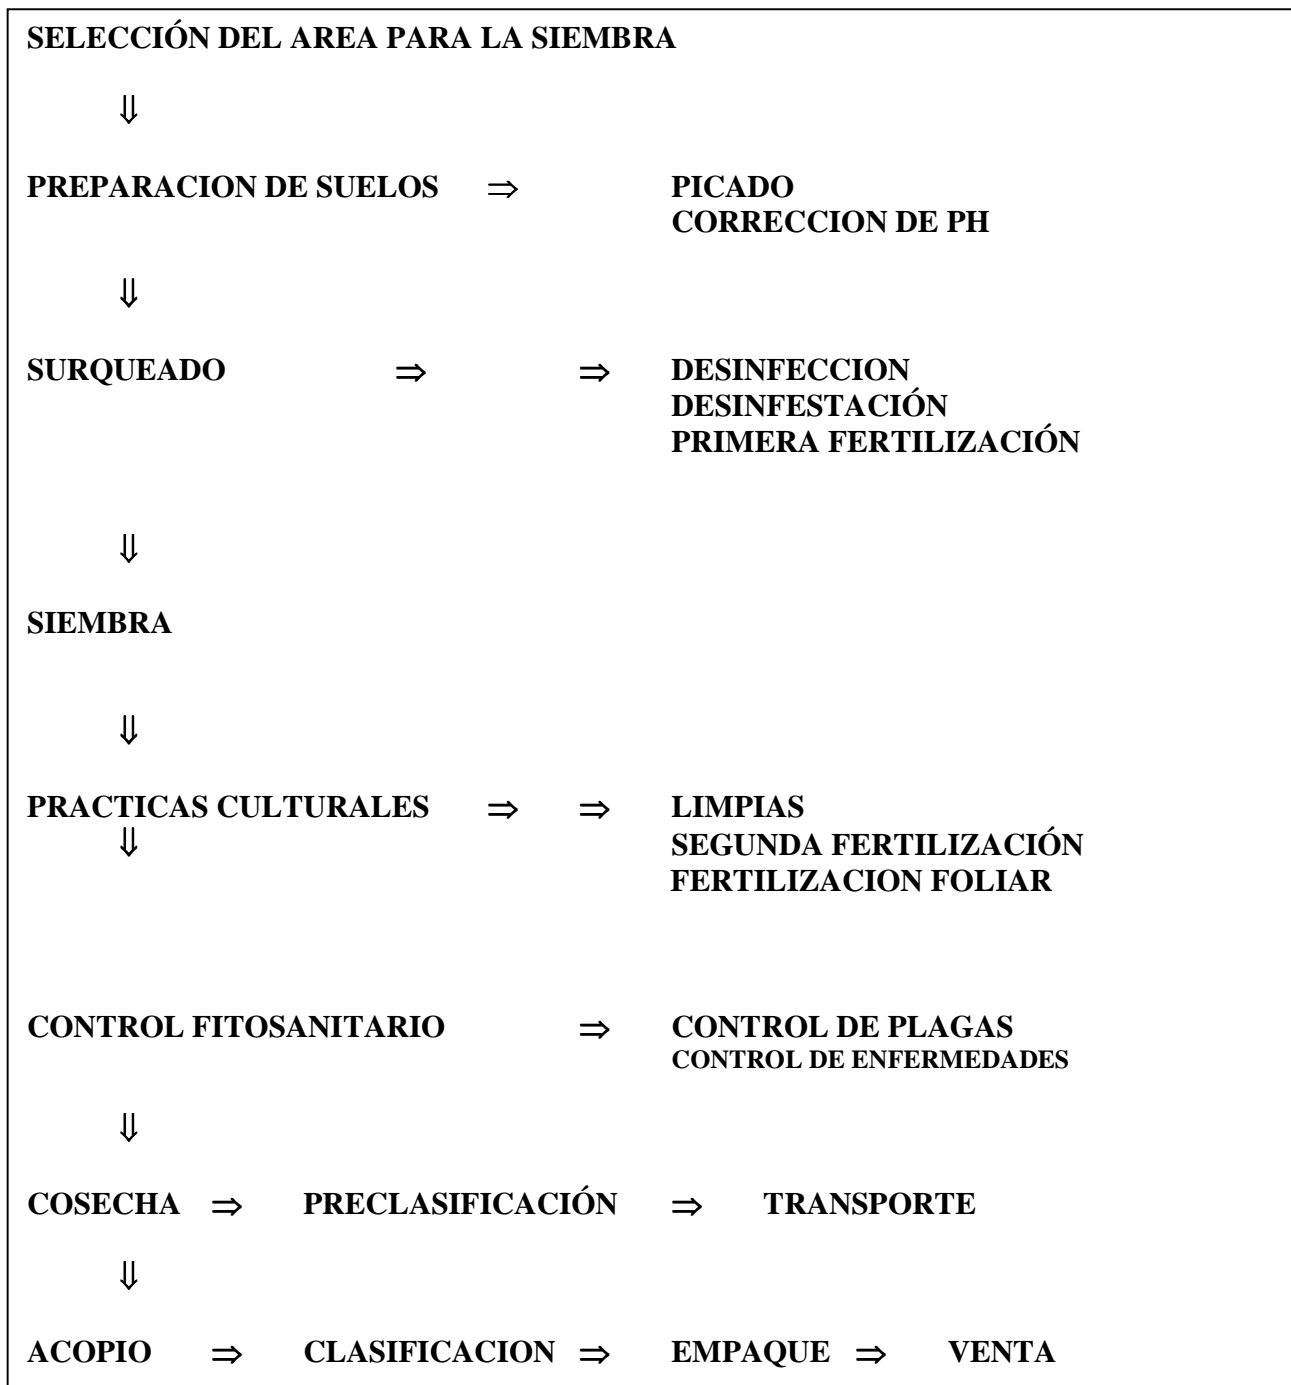 SELECCIÓN DEL AREA PARA LA SIEMBRA
⇓
PREPARACION DE SUELOS ⇒ PICADO
CORRECCION DE PH
⇓
SURQUEADO ⇒ ⇒ DESINFECCION
DESINFESTACIÓN
PRIMERA FERTILIZACIÓN
⇓
SIEMBRA
⇓
PRACTICAS CULTURALES ⇒ ⇒ LIMPIAS
⇓ SEGUNDA FERTILIZACIÓN
FERTILIZACION FOLIAR
CONTROL FITOSANITARIO ⇒ CONTROL DE PLAGAS
CONTROL DE ENFERMEDADES
⇓
COSECHA ⇒ PRECLASIFICACIÓN ⇒ TRANSPORTE
⇓
ACOPIO ⇒ CLASIFICACION ⇒ EMPAQUE ⇒ VENTA